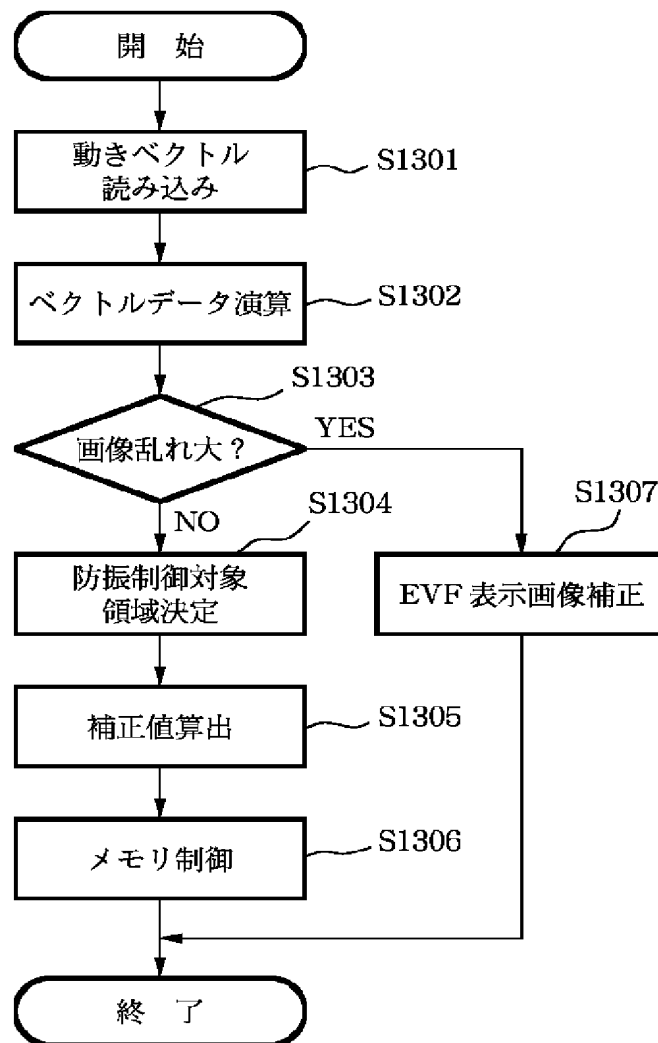 開 始
動きベクトル
読み込み
S1301
ベクトルデータ演算
S1302
S1303
画像乱れ大？
YES
NO
S1304
防振制御対象
領域決定
S1307
EVF 表示画像補正
補正値算出
S1305
メモリ制御
S1306
終 了